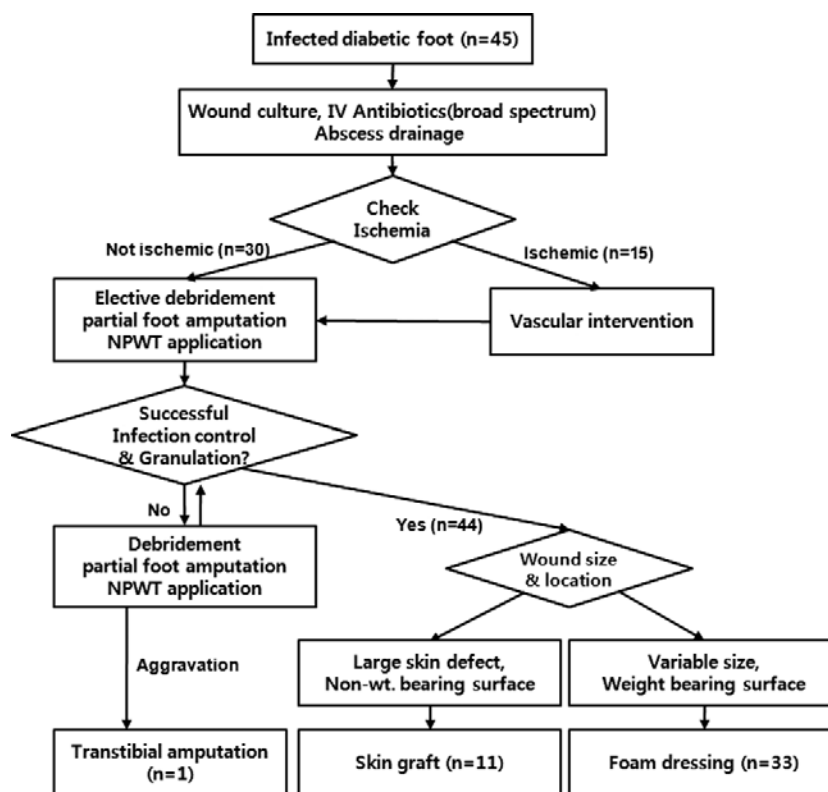 Infected diabetic foot (n=45)
Wound culture, IV Antibiotics(broad spectrum)
Abscess drainage
Check
Ischemia
Not ischemic (n=30)
Ischemic (n=15)
Elective debridement
partial foot amputation
NPWT application
Vascular intervention
Successful
Infection control
& Granulation?
No
Yes (n=44)
Debridement
partial foot amputation
NPWT application
Wound size
& location
Aggravation
Large skin defect,
Non-wt. bearing surface
Variable size,
Weight bearing surface
Transtibial amputation
(n=1)
Skin graft (n=11)
Foam dressing (n=33)